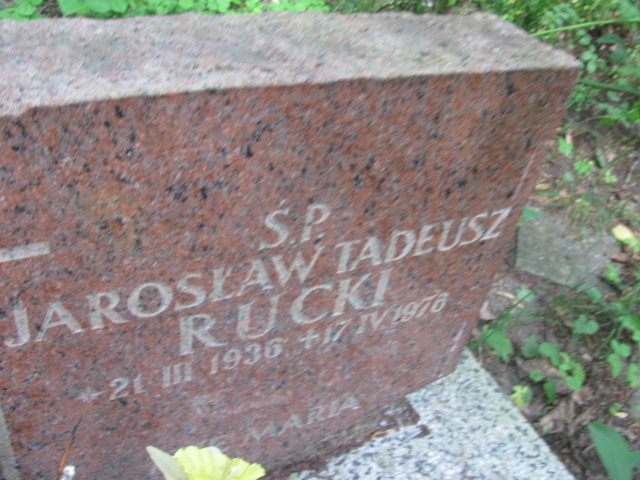 Ś.P.
JAROSŁAW TADEUSZ
RUCKI
+21 III 1936 +17 IV 1976
MARIA